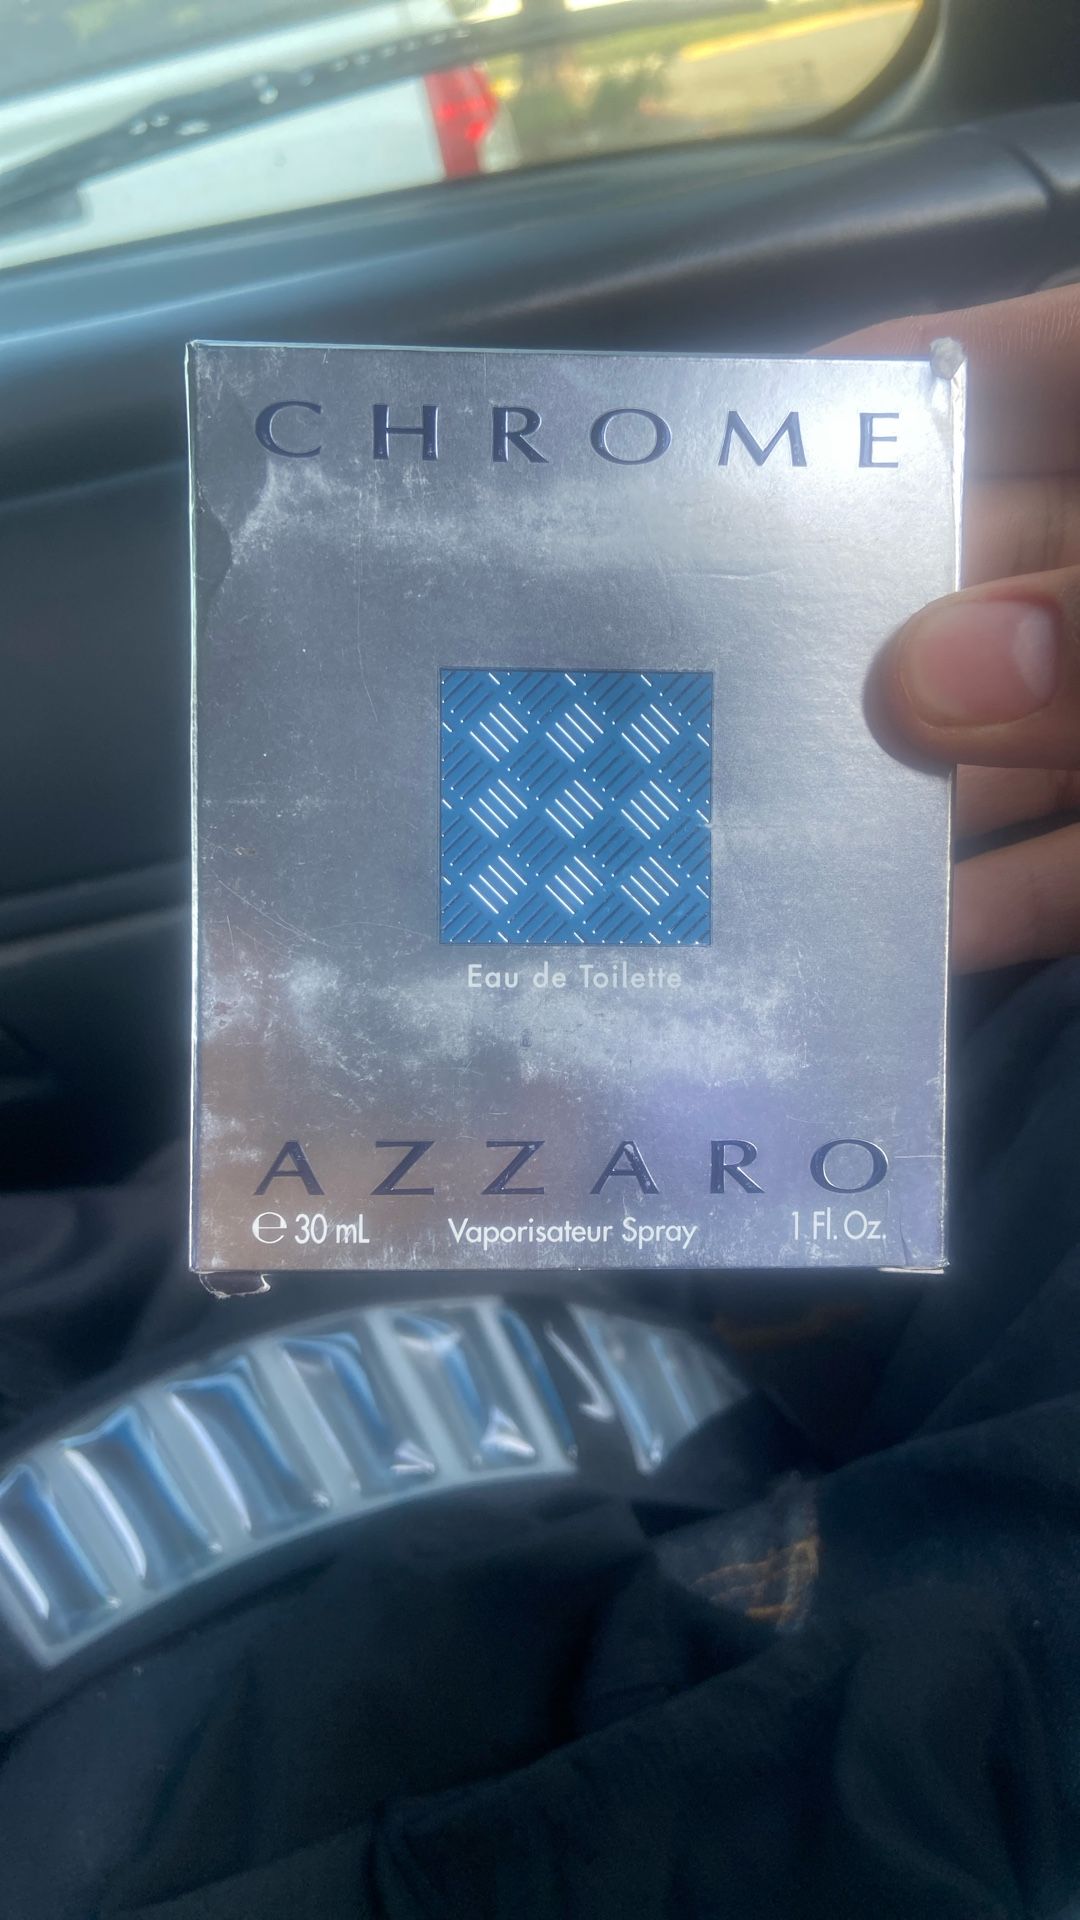 CHROME
Eau de Toilette
AZZARO
℮ 30 mL Vaporisateur Spray 1 Fl. Oz.